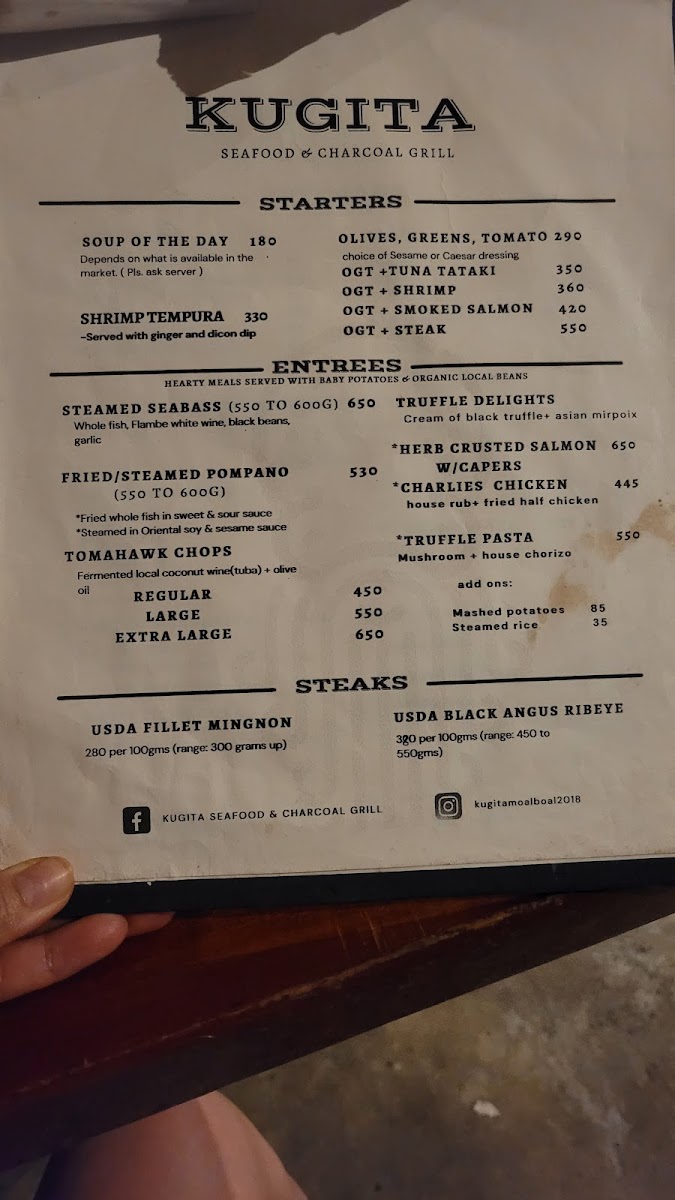 KUGITA
SEAFOOD & CHARCOAL GRILL
STARTERS
SOUP OF THE DAY 180
Depends on what is available in the
market. ( Pls. ask server )
SHRIMP TEMPURA 330
-Served with ginger and dicon dip
OLIVES, GREENS, TOMATO 290
choice of Sesame or Caesar dressing
OGT +TUNA TATAKI 350
OGT + SHRIMP 360
OGT + SMOKED SALMON 420
OGT + STEAK 550
ENTREES
HEARTY MEALS SERVED WITH BABY POTATOES & ORGANIC LOCAL BEANS
STEAMED SEABASS (550 TO 600G) 650
Whole fish, Flambe white wine, black beans,
garlic
FRIED/STEAMED POMPANO 530
(550 TO 600G)
*Fried whole fish in sweet & sour sauce
*Steamed in Oriental soy & sesame sauce
TOMAHAWK CHOPS
Fermented local coconut wine(tuba) + olive
oil
REGULAR 450
LARGE 550
EXTRA LARGE 650
TRUFFLE DELIGHTS
Cream of black truffle+ asian mirpoix
*HERB CRUSTED SALMON 650
W/CAPERS
*CHARLIES CHICKEN 445
house rub+ fried half chicken
*TRUFFLE PASTA 550
Mushroom + house chorizo
add ons:
Mashed potatoes 85
Steamed rice 35
STEAKS
USDA FILLET MINGNON
280 per 100gms (range: 300 grams up)
USDA BLACK ANGUS RIBEYE
per 100gms (range: 450 to
550gms)
KUGITA SEAFOOD & CHARCOAL GRILL
kugitamoalboal2018